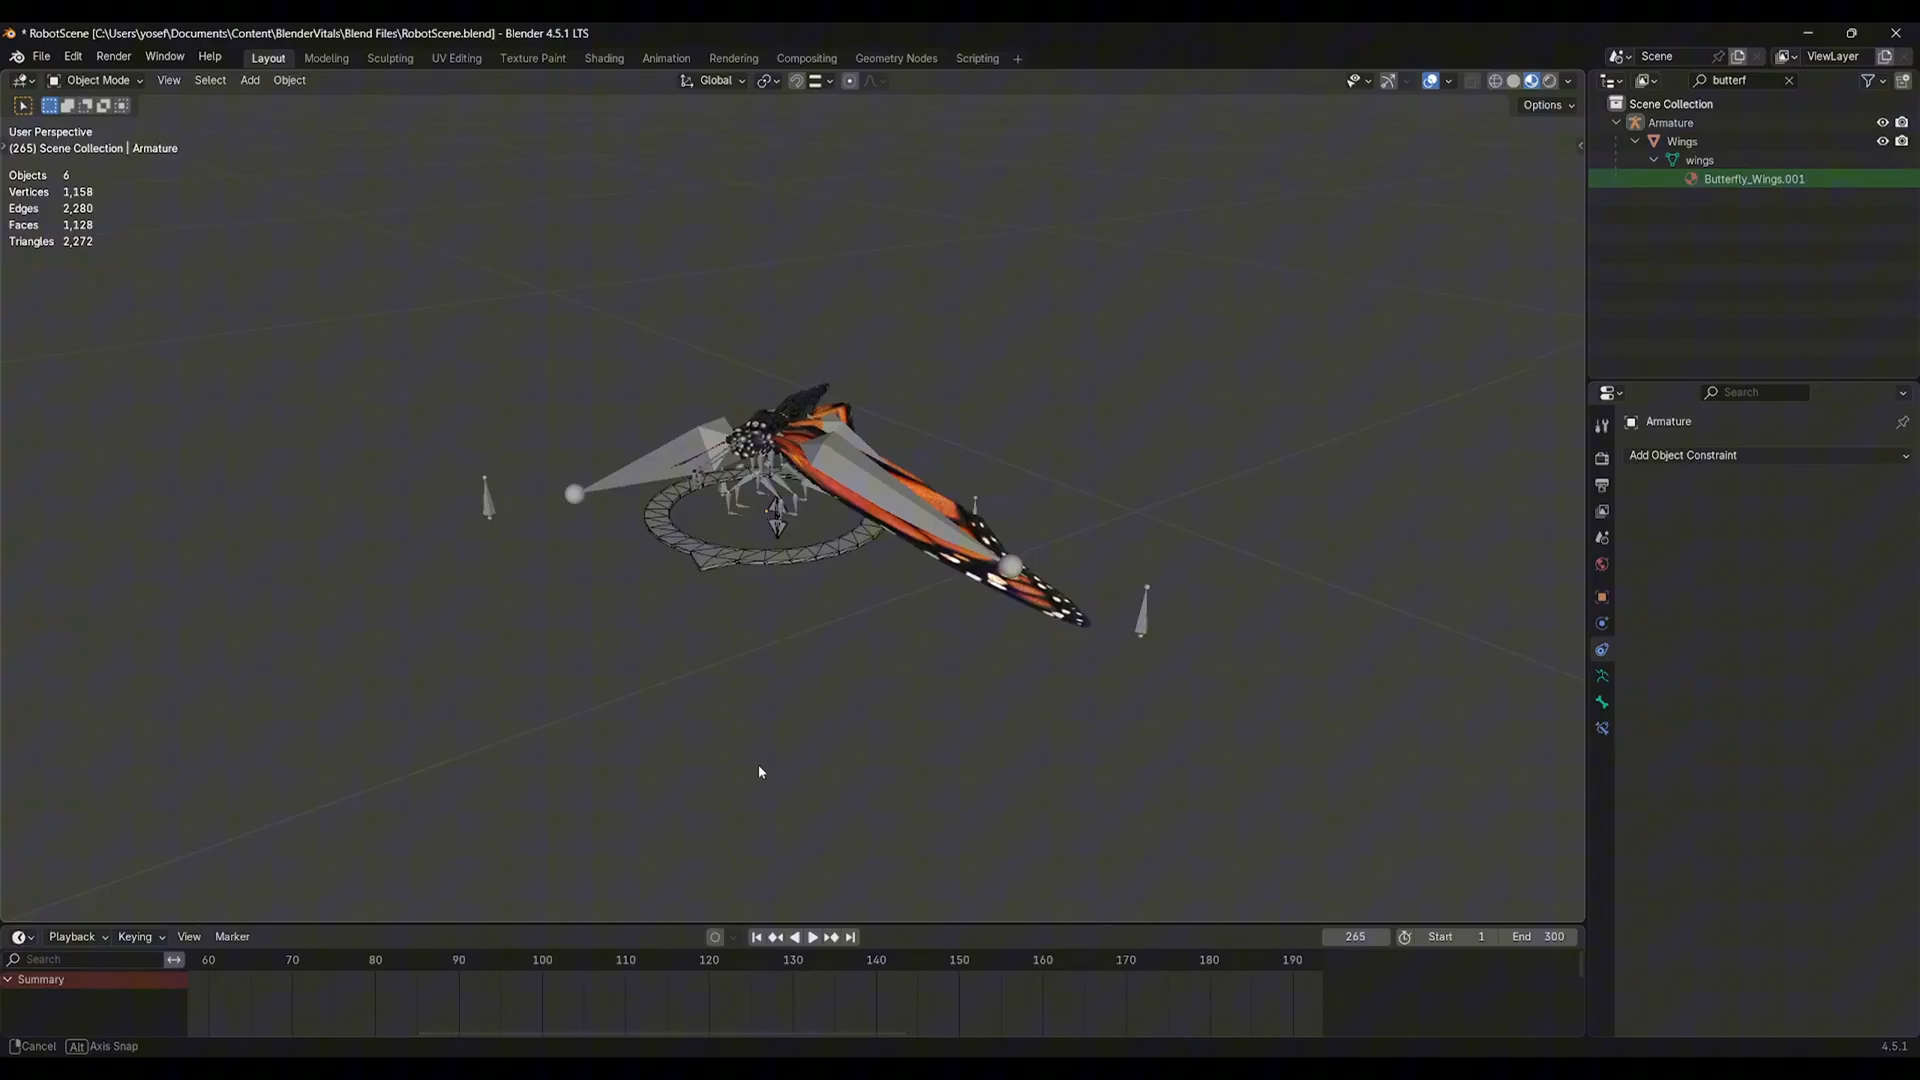 * RobotScene [C:\Users\yosef\Documents\Content\BlenderVitals\Blend Files\RobotScene.blend] - Blender 4.5.1 LTS
File Edit Render Window Help Layout Modeling Sculpting UV Editing Texture Paint Shading Animation Rendering Compositing Geometry Nodes Scripting + Scene ViewLayer
Object Mode View Select Add Object Global butterf
Options
Scene Collection
Armature
Wings
wings
Butterfly_Wings.001
User Perspective
(265) Scene Collection | Armature
Objects 6
Vertices 1,158
Edges 2,280
Faces 1,128
Triangles 2,272
Search
Armature
Add Object Constraint
Playback Keying View Marker 265 Start 1 End 300
Search 60 70 80 90 100 110 120 130 140 150 160 170 180 190
Summary
Cancel Alt Axis Snap 4.5.1